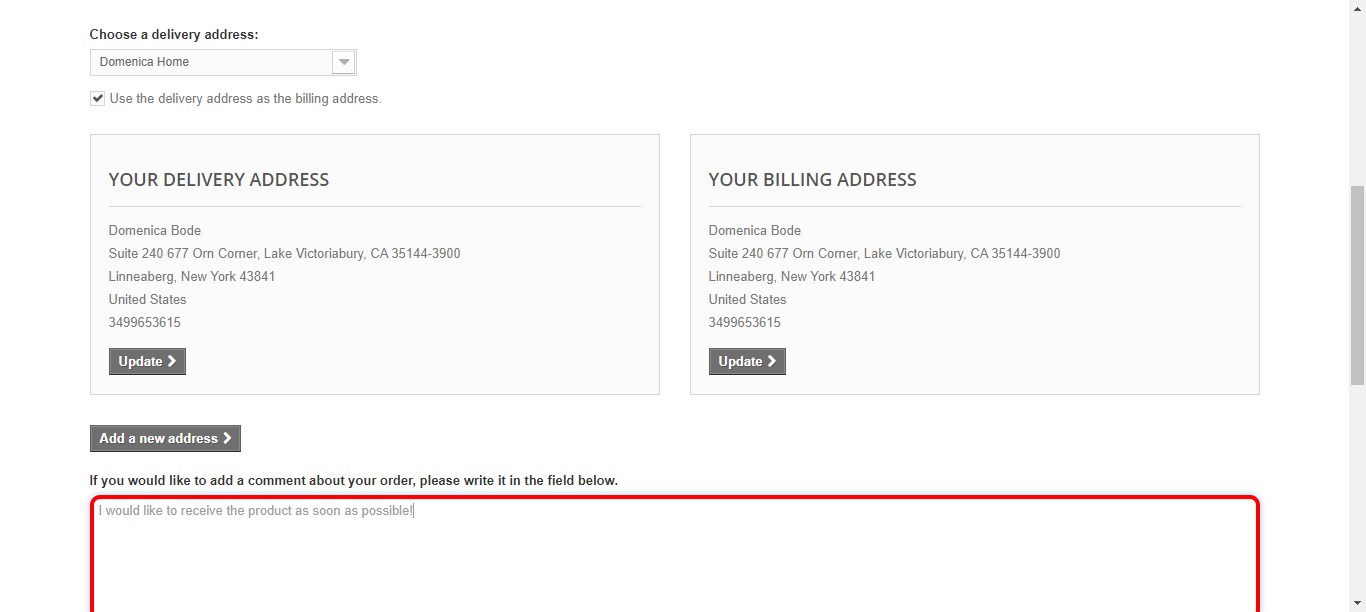 Choose a delivery address:
Domenica Home
Use the delivery address as the billing address.
YOUR DELIVERY ADDRESS
Domenica Bode
Suite 240 677 Orn Corner, Lake Victoriabury, CA 35144-3900
Linneaberg, New York 43841
United States
3499653615
Update
YOUR BILLING ADDRESS
Domenica Bode
Suite 240 677 Orn Corner, Lake Victoriabury, CA 35144-3900
Linneaberg, New York 43841
United States
3499653615
Update
Add a new address
If you would like to add a comment about your order, please write it in the field below.
I would like to receive the product as soon as possible!